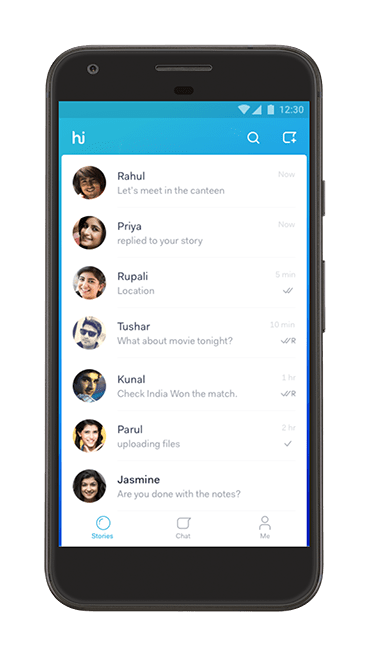 12:30
hi
Rahul
Now
Let's meet in the canteen
Priya
Now
replied to your story
Rupali
5 min
Location
Tushar
10 min
What about movie tonight?
R
Kunal
1 hr
Check India Won the match.
R
Parul
2 hr
uploading files
Jasmine
Are you done with the notes?
Stories
Chat
Me